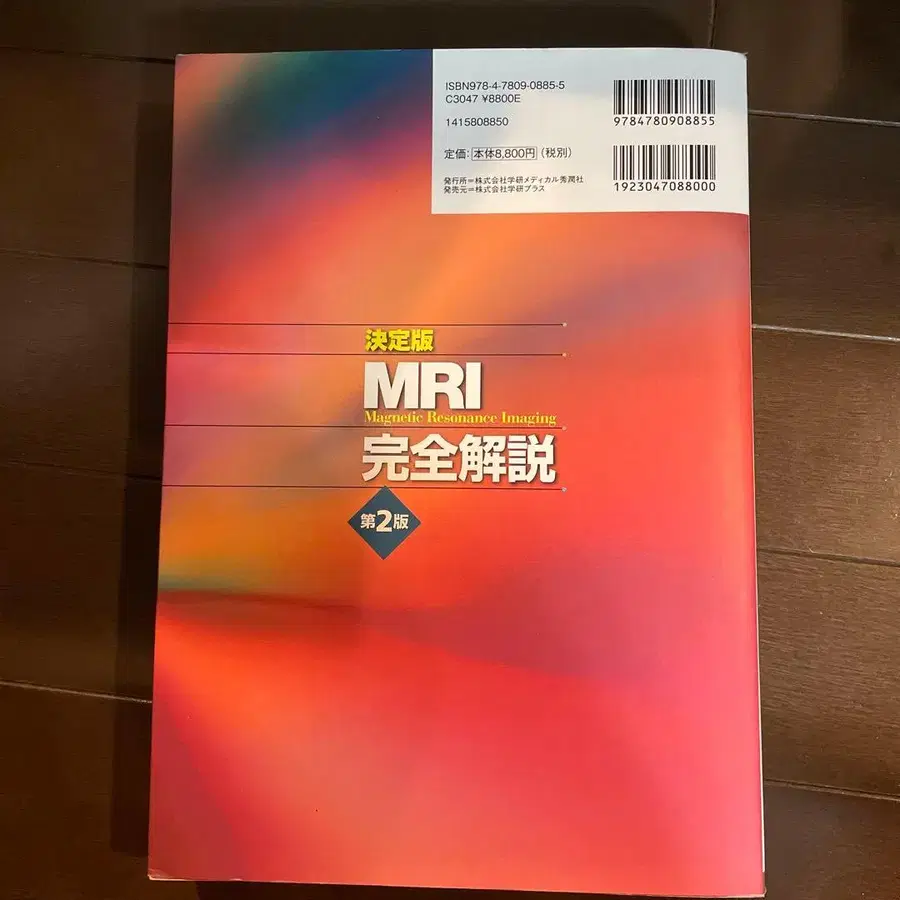 ISBN978-4-7809-0885-5
C3047 ¥8800E
1415808850
9784780908855
定価:本体8,800円(税別)
1923047088000
発行所=株式会社学研メディカル秀潤社
発売元=株式会社学研プラス
決定版
MRI
Magnetic Resonance Imaging
完全解説
第2版